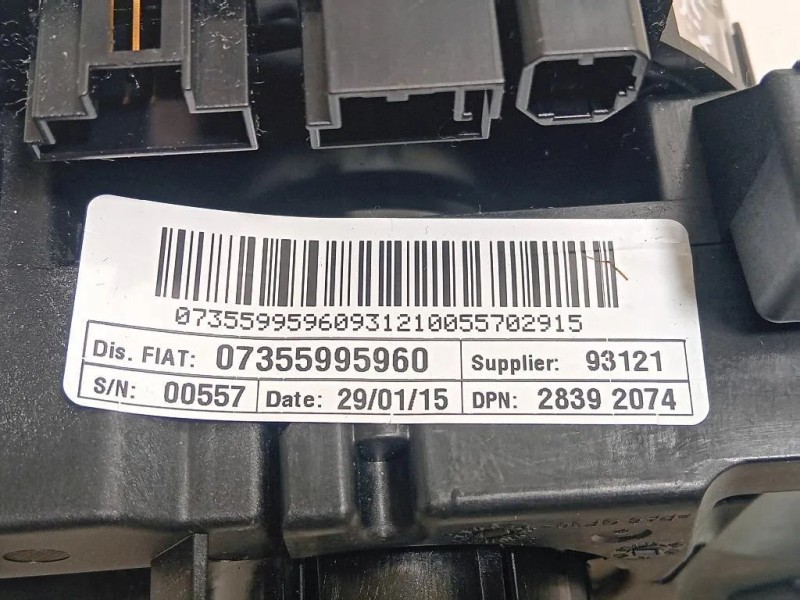 07355995960931210055702915
Dis. FIAT: 07355995960 Supplier: 93121
S/N: 00557 Date: 29/01/15 DPN: 2839 2074